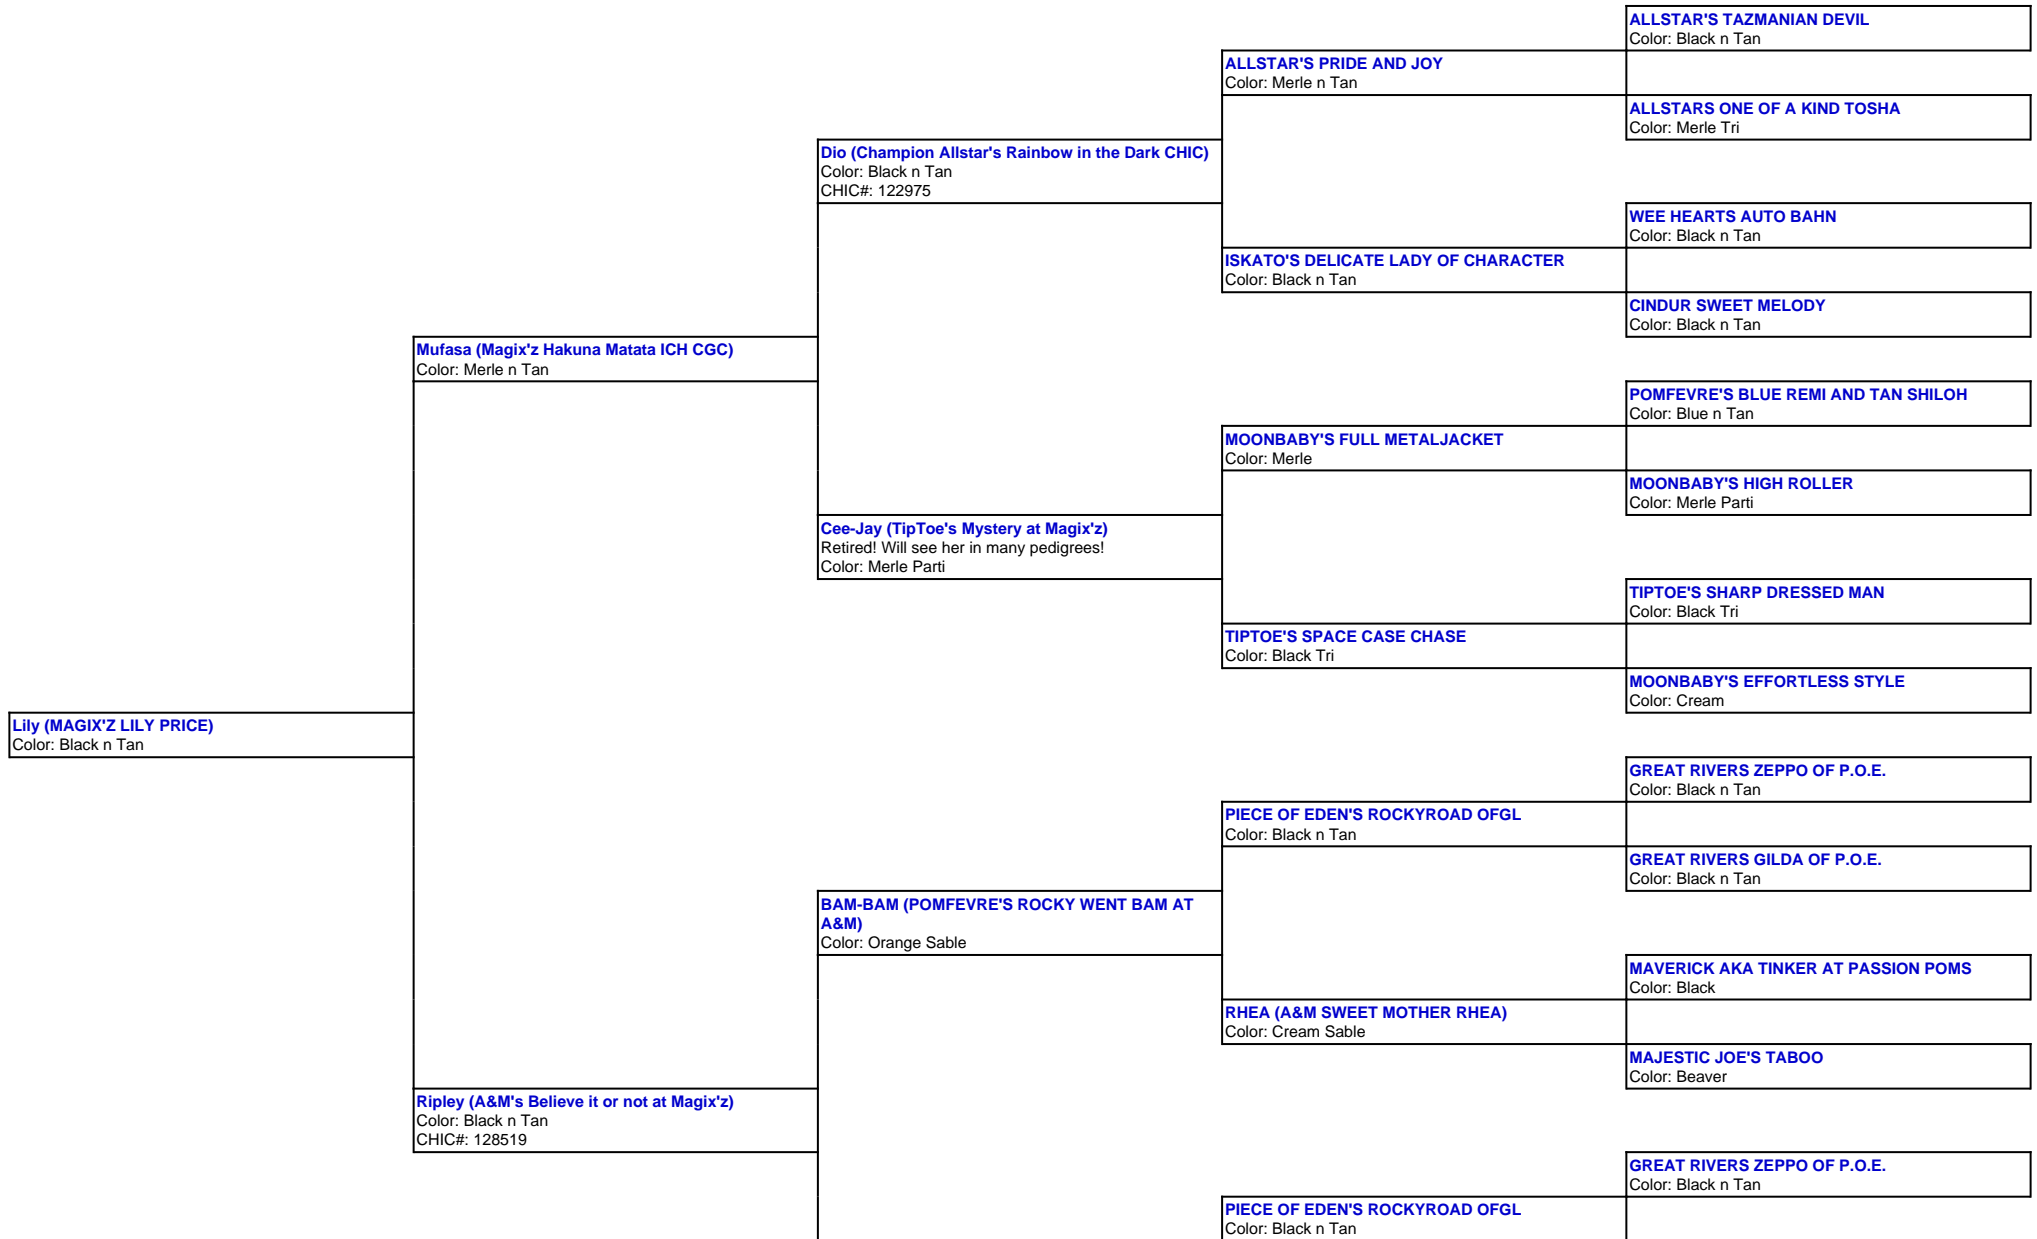 ALLSTAR'S TAZMANIAN DEVIL
Color: Black n Tan
ALLSTAR'S PRIDE AND JOY
Color: Merle n Tan
ALLSTARS ONE OF A KIND TOSHA
Color: Merle Tri
Dio (Champion Allstar's Rainbow in the Dark CHIC)
Color: Black n Tan
CHIC#: 122975
WEE HEARTS AUTO BAHN
Color: Black n Tan
ISKATO'S DELICATE LADY OF CHARACTER
Color: Black n Tan
CINDUR SWEET MELODY
Color: Black n Tan
Mufasa (Magix'z Hakuna Matata ICH CGC)
Color: Merle n Tan
POMFEVRE'S BLUE REMI AND TAN SHILOH
Color: Blue n Tan
MOONBABY'S FULL METALJACKET
Color: Merle
MOONBABY'S HIGH ROLLER
Color: Merle Parti
Cee-Jay (TipToe's Mystery at Magix'z)
Retired! Will see her in many pedigrees!
Color: Merle Parti
TIPTOE'S SHARP DRESSED MAN
Color: Black Tri
TIPTOE'S SPACE CASE CHASE
Color: Black Tri
MOONBABY'S EFFORTLESS STYLE
Color: Cream
Lily (MAGIX'Z LILY PRICE)
Color: Black n Tan
GREAT RIVERS ZEPPO OF P.O.E.
Color: Black n Tan
PIECE OF EDEN'S ROCKYROAD OFGL
Color: Black n Tan
GREAT RIVERS GILDA OF P.O.E.
Color: Black n Tan
BAM-BAM (POMFEVRE'S ROCKY WENT BAM AT
A&M)
Color: Orange Sable
MAVERICK AKA TINKER AT PASSION POMS
Color: Black
RHEA (A&M SWEET MOTHER RHEA)
Color: Cream Sable
MAJESTIC JOE'S TABOO
Color: Beaver
Ripley (A&M's Believe it or not at Magix'z)
Color: Black n Tan
CHIC#: 128519
GREAT RIVERS ZEPPO OF P.O.E.
Color: Black n Tan
PIECE OF EDEN'S ROCKYROAD OFGL
Color: Black n Tan